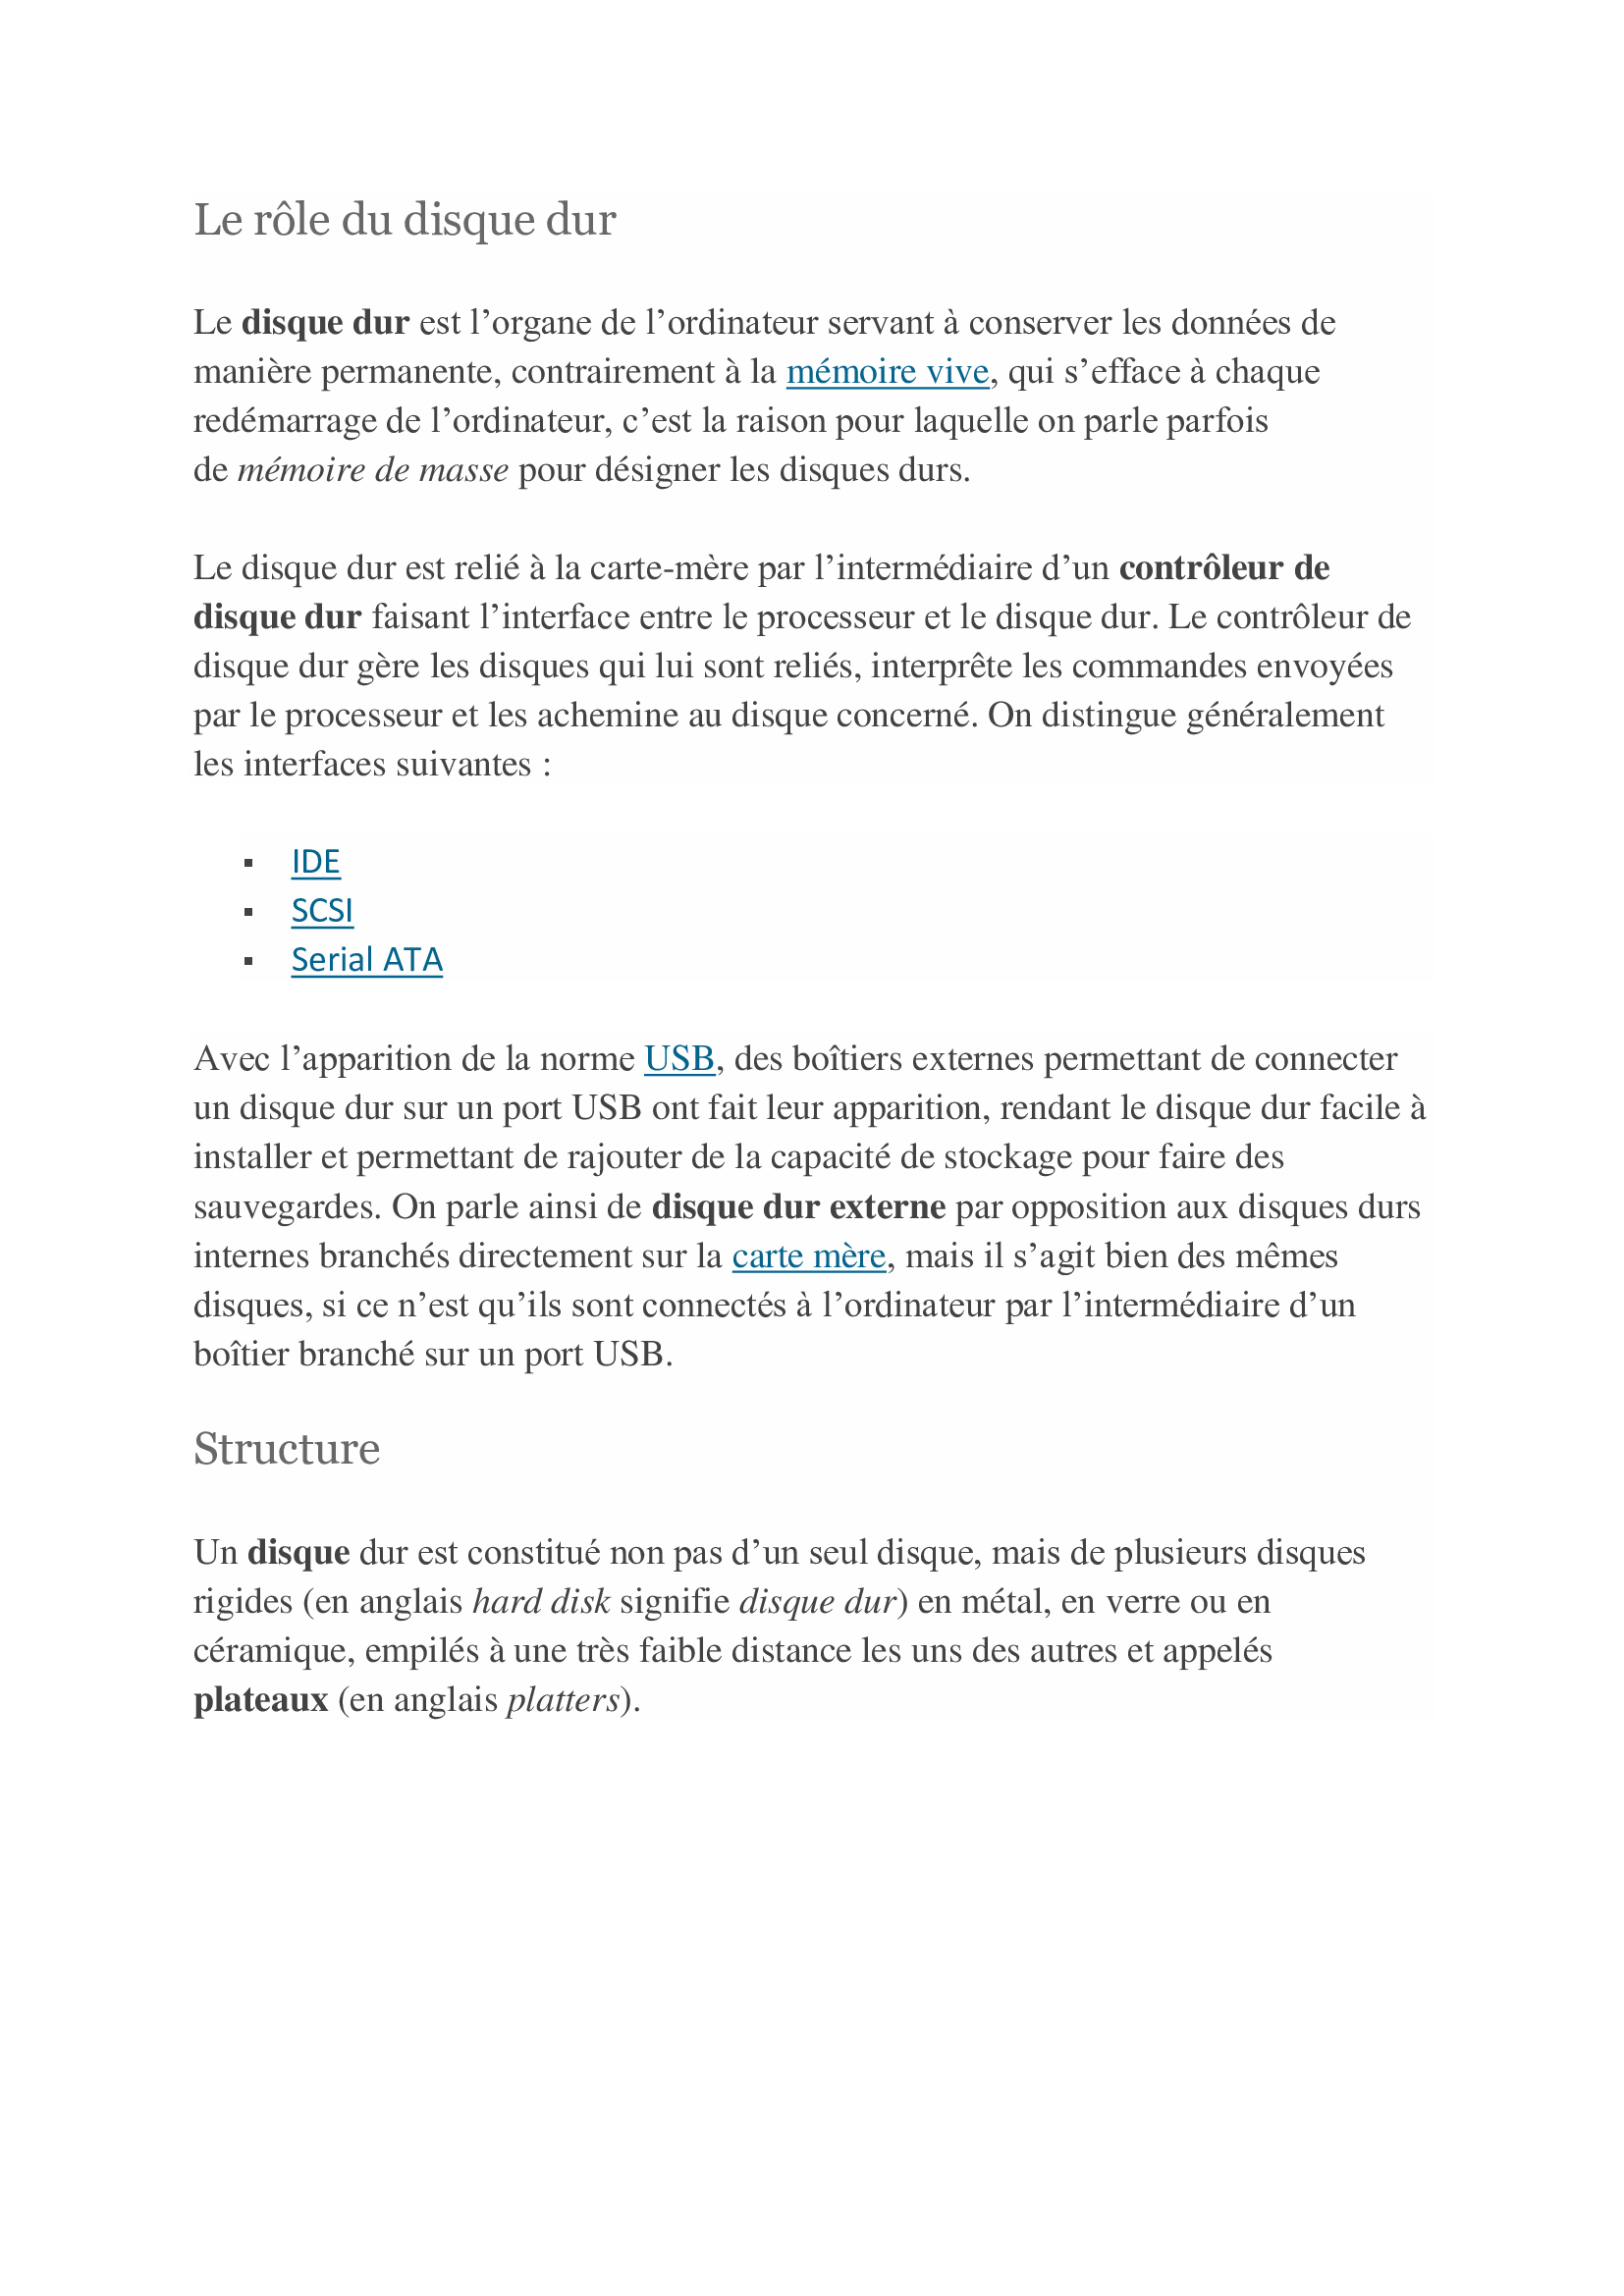 Le rôle du disque dur
Le disque dur est l’organe de l’ordinateur servant à conserver les données de
manière permanente, contrairement à la mémoire vive, qui s’efface à chaque
redémarrage de l’ordinateur, c’est la raison pour laquelle on parle parfois
de mémoire de masse pour désigner les disques durs.
Le disque dur est relié à la carte-mère par l’intermédiaire d’un contrôleur de
disque dur faisant l’interface entre le processeur et le disque dur. Le contrôleur de
disque dur gère les disques qui lui sont reliés, interprête les commandes envoyées
par le processeur et les achemine au disque concerné. On distingue généralement
les interfaces suivantes :
▪ IDE
▪ SCSI
▪ Serial ATA
Avec l’apparition de la norme USB, des boîtiers externes permettant de connecter
un disque dur sur un port USB ont fait leur apparition, rendant le disque dur facile à
installer et permettant de rajouter de la capacité de stockage pour faire des
sauvegardes. On parle ainsi de disque dur externe par opposition aux disques durs
internes branchés directement sur la carte mère, mais il s’agit bien des mêmes
disques, si ce n’est qu’ils sont connectés à l’ordinateur par l’intermédiaire d’un
boîtier branché sur un port USB.
Structure
Un disque dur est constitué non pas d’un seul disque, mais de plusieurs disques
rigides (en anglais hard disk signifie disque dur) en métal, en verre ou en
céramique, empilés à une très faible distance les uns des autres et appelés
plateaux (en anglais platters).